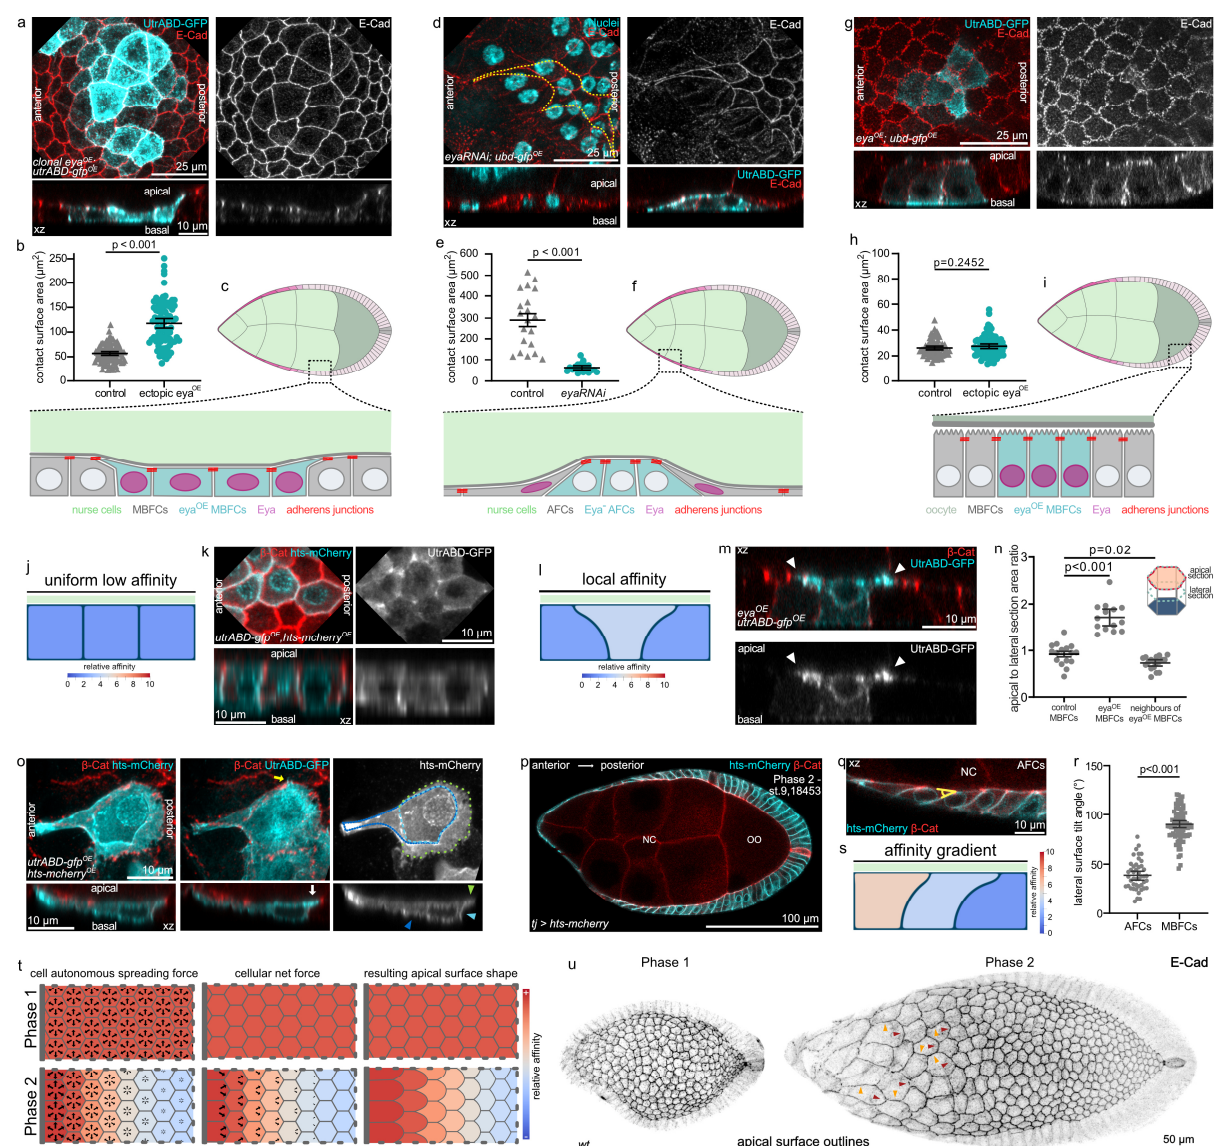 a
UtrABD-GFP
E-Cad
E-Cad
anterior
posterior
clonal eyaOE;
utrABD-gfpOE
25 µm
apical
basal
xz
10 µm
d
Nuclei
E-Cad
E-Cad
anterior
posterior
eyaRNAi; ubd-gfpOE
25 µm
apical
basal
xz
UtrABD-GFP
E-Cad
g
UtrABD-GFP
E-Cad
E-Cad
anterior
posterior
eyaOE; ubd-gfpOE
25 µm
apical
basal
xz
b
p < 0.001
contact surface area (µm²)
250
200
150
100
50
0
control
ectopic eyaOE
c
e
p < 0.001
contact surface area (µm²)
600
500
400
300
200
100
0
control
eyaRNAi
f
h
p=0.2452
contact surface area (µm²)
100
80
60
40
20
0
control
ectopic eyaOE
i
nurse cells MBFCs eyaOE MBFCs Eya adherens junctions
nurse cells AFCs Eya- AFCs Eya adherens junctions
oocyte MBFCs eyaOE MBFCs Eya adherens junctions
j
uniform low affinity
relative affinity
0 2 4 6 8 10
k
β-Cat hts-mCherry
UtrABD-GFP
anterior
posterior
utrABD-gfpOE,hts-mcherryOE
10 µm
apical
10 µm
basal
xz
l
local affinity
relative affinity
0 2 4 6 8 10
m
xz
β-Cat
UtrABD-GFP
eyaOE
utrABD-gfpOE
10 µm
apical
UtrABD-GFP
basal
n
p=0.02
p<0.001
apical to lateral section area ratio
3
2
1
0
apical section
lateral section
control MBFCs
eyaOE MBFCs
neighbours of eyaOE MBFCs
o
β-Cat hts-mCherry
β-Cat UtrABD-GFP
hts-mCherry
anterior
posterior
utrABD-gfpOE;
hts-mcherryOE
10 µm
apical
10 µm
basal
xz
p
anterior → posterior
hts-mCherry β-Cat
Phase 2 -
st.9,18453
NC
OO
tj > hts-mcherry
100 µm
q
xz
NC
AFCs
hts-mCherry β-Cat
10 µm
s
affinity gradient
relative affinity
10
8
6
4
2
0
r
p<0.001
lateral surface tilt angle (°)
150
100
50
0
AFCs
MBFCs
t
cell autonomous spreading force
cellular net force
resulting apical surface shape
Phase 1
Phase 2
+
relative affinity
-
u
Phase 1
Phase 2
E-Cad
wt
apical surface outlines
50 µm